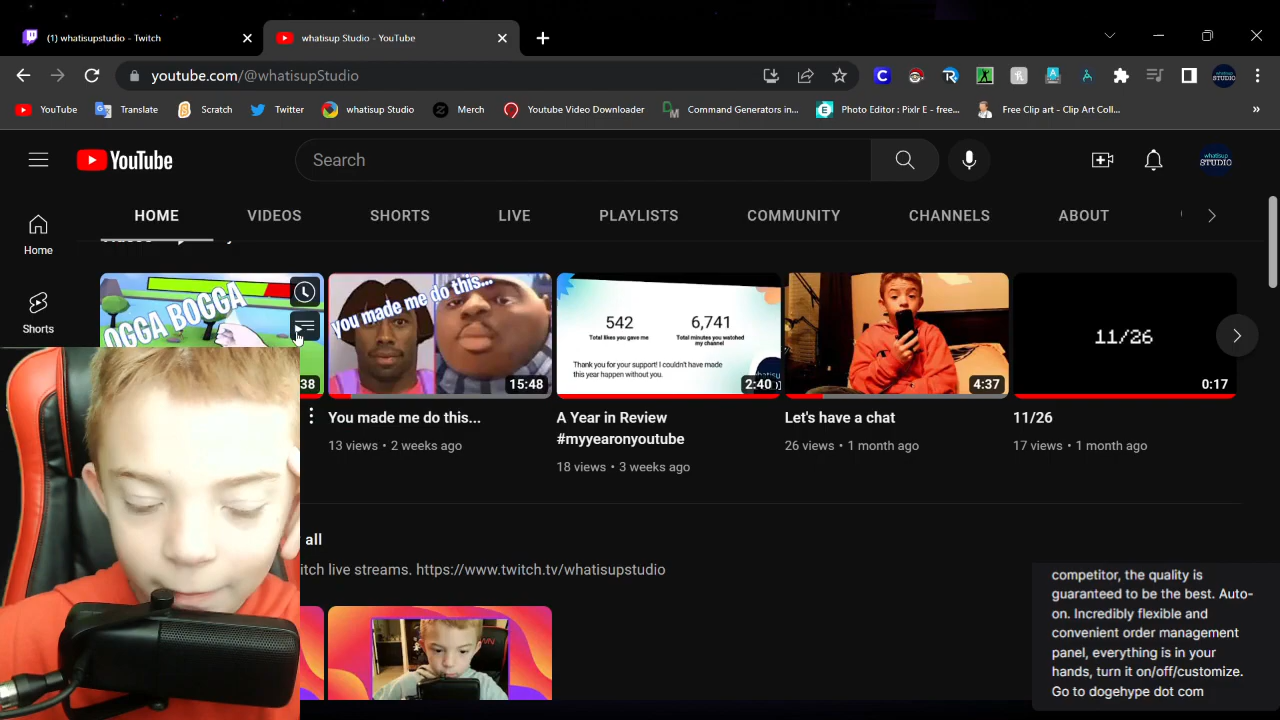 (1) whatisupstudio - Twitch
whatisup Studio - YouTube
youtube.com/@whatisupStudio
YouTube
Translate
Scratch
Twitter
whatisup Studio
Merch
Youtube Video Downloader
Command Generators in...
Photo Editor : Pixlr E - free...
Free Clip art - Clip Art Coll...
YouTube
Search
whatisup
STUDIO
HOME
VIDEOS
SHORTS
LIVE
PLAYLISTS
COMMUNITY
CHANNELS
ABOUT
Home
Shorts
OGGA BOGGA
38
you made me do this...
15:48
542
Total likes you gave me
6,741
Total minutes you watched
my channel
Thank you for your support! I couldn't have made
this year happen without you.
2:40
4:37
11/26
0:17
You made me do this...
13 views • 2 weeks ago
A Year in Review
#myyearonyoutube
18 views • 3 weeks ago
Let's have a chat
26 views • 1 month ago
11/26
17 views • 1 month ago
all
itch live streams. https://www.twitch.tv/whatisupstudio
competitor, the quality is
guaranteed to be the best. Auto-
on. Incredibly flexible and
convenient order management
panel, everything is in your
hands, turn it on/off/customize.
Go to dogehype dot com